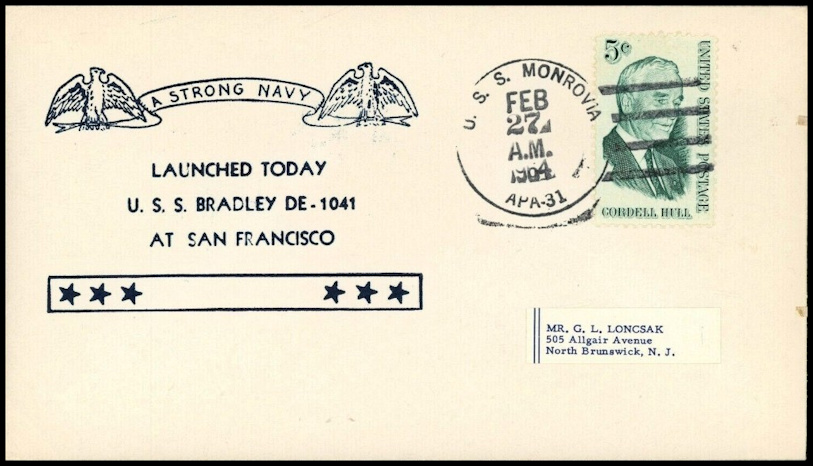 A STRONG NAVY
LAUNCHED TODAY
U. S. S. BRADLEY DE-1041
AT SAN FRANCISCO
U. S. S. MONROVIA
FEB
27
A.M.
1964
APA-31
5¢
UNITED STATES POSTAGE
CORDELL HULL
MR. G. L. LONCSAK
505 Allgair Avenue
North Brunswick, N. J.